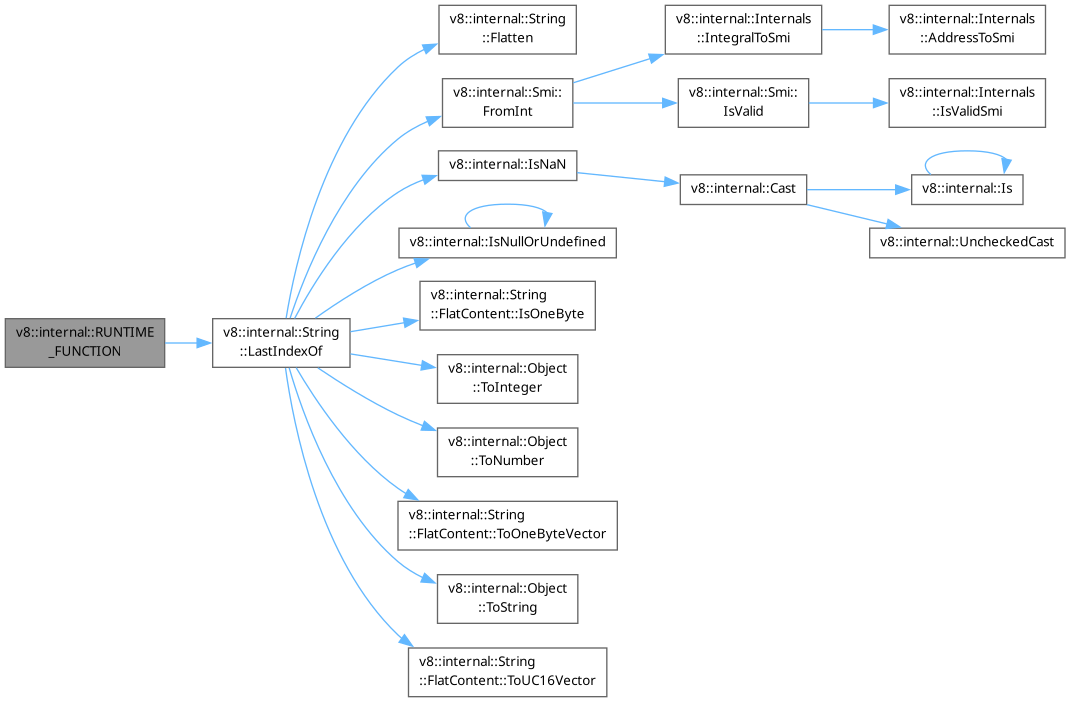 v8::internal::String
::Flatten
v8::internal::Internals
::IntegralToSmi
v8::internal::Internals
::AddressToSmi
v8::internal::Smi::
FromInt
v8::internal::Smi::
IsValid
v8::internal::Internals
::IsValidSmi
v8::internal::IsNaN
v8::internal::Cast
v8::internal::Is
v8::internal::IsNullOrUndefined
v8::internal::UncheckedCast
v8::internal::String
::FlatContent::IsOneByte
v8::internal::RUNTIME
_FUNCTION
v8::internal::String
::LastIndexOf
v8::internal::Object
::ToInteger
v8::internal::Object
::ToNumber
v8::internal::String
::FlatContent::ToOneByteVector
v8::internal::Object
::ToString
v8::internal::String
::FlatContent::ToUC16Vector